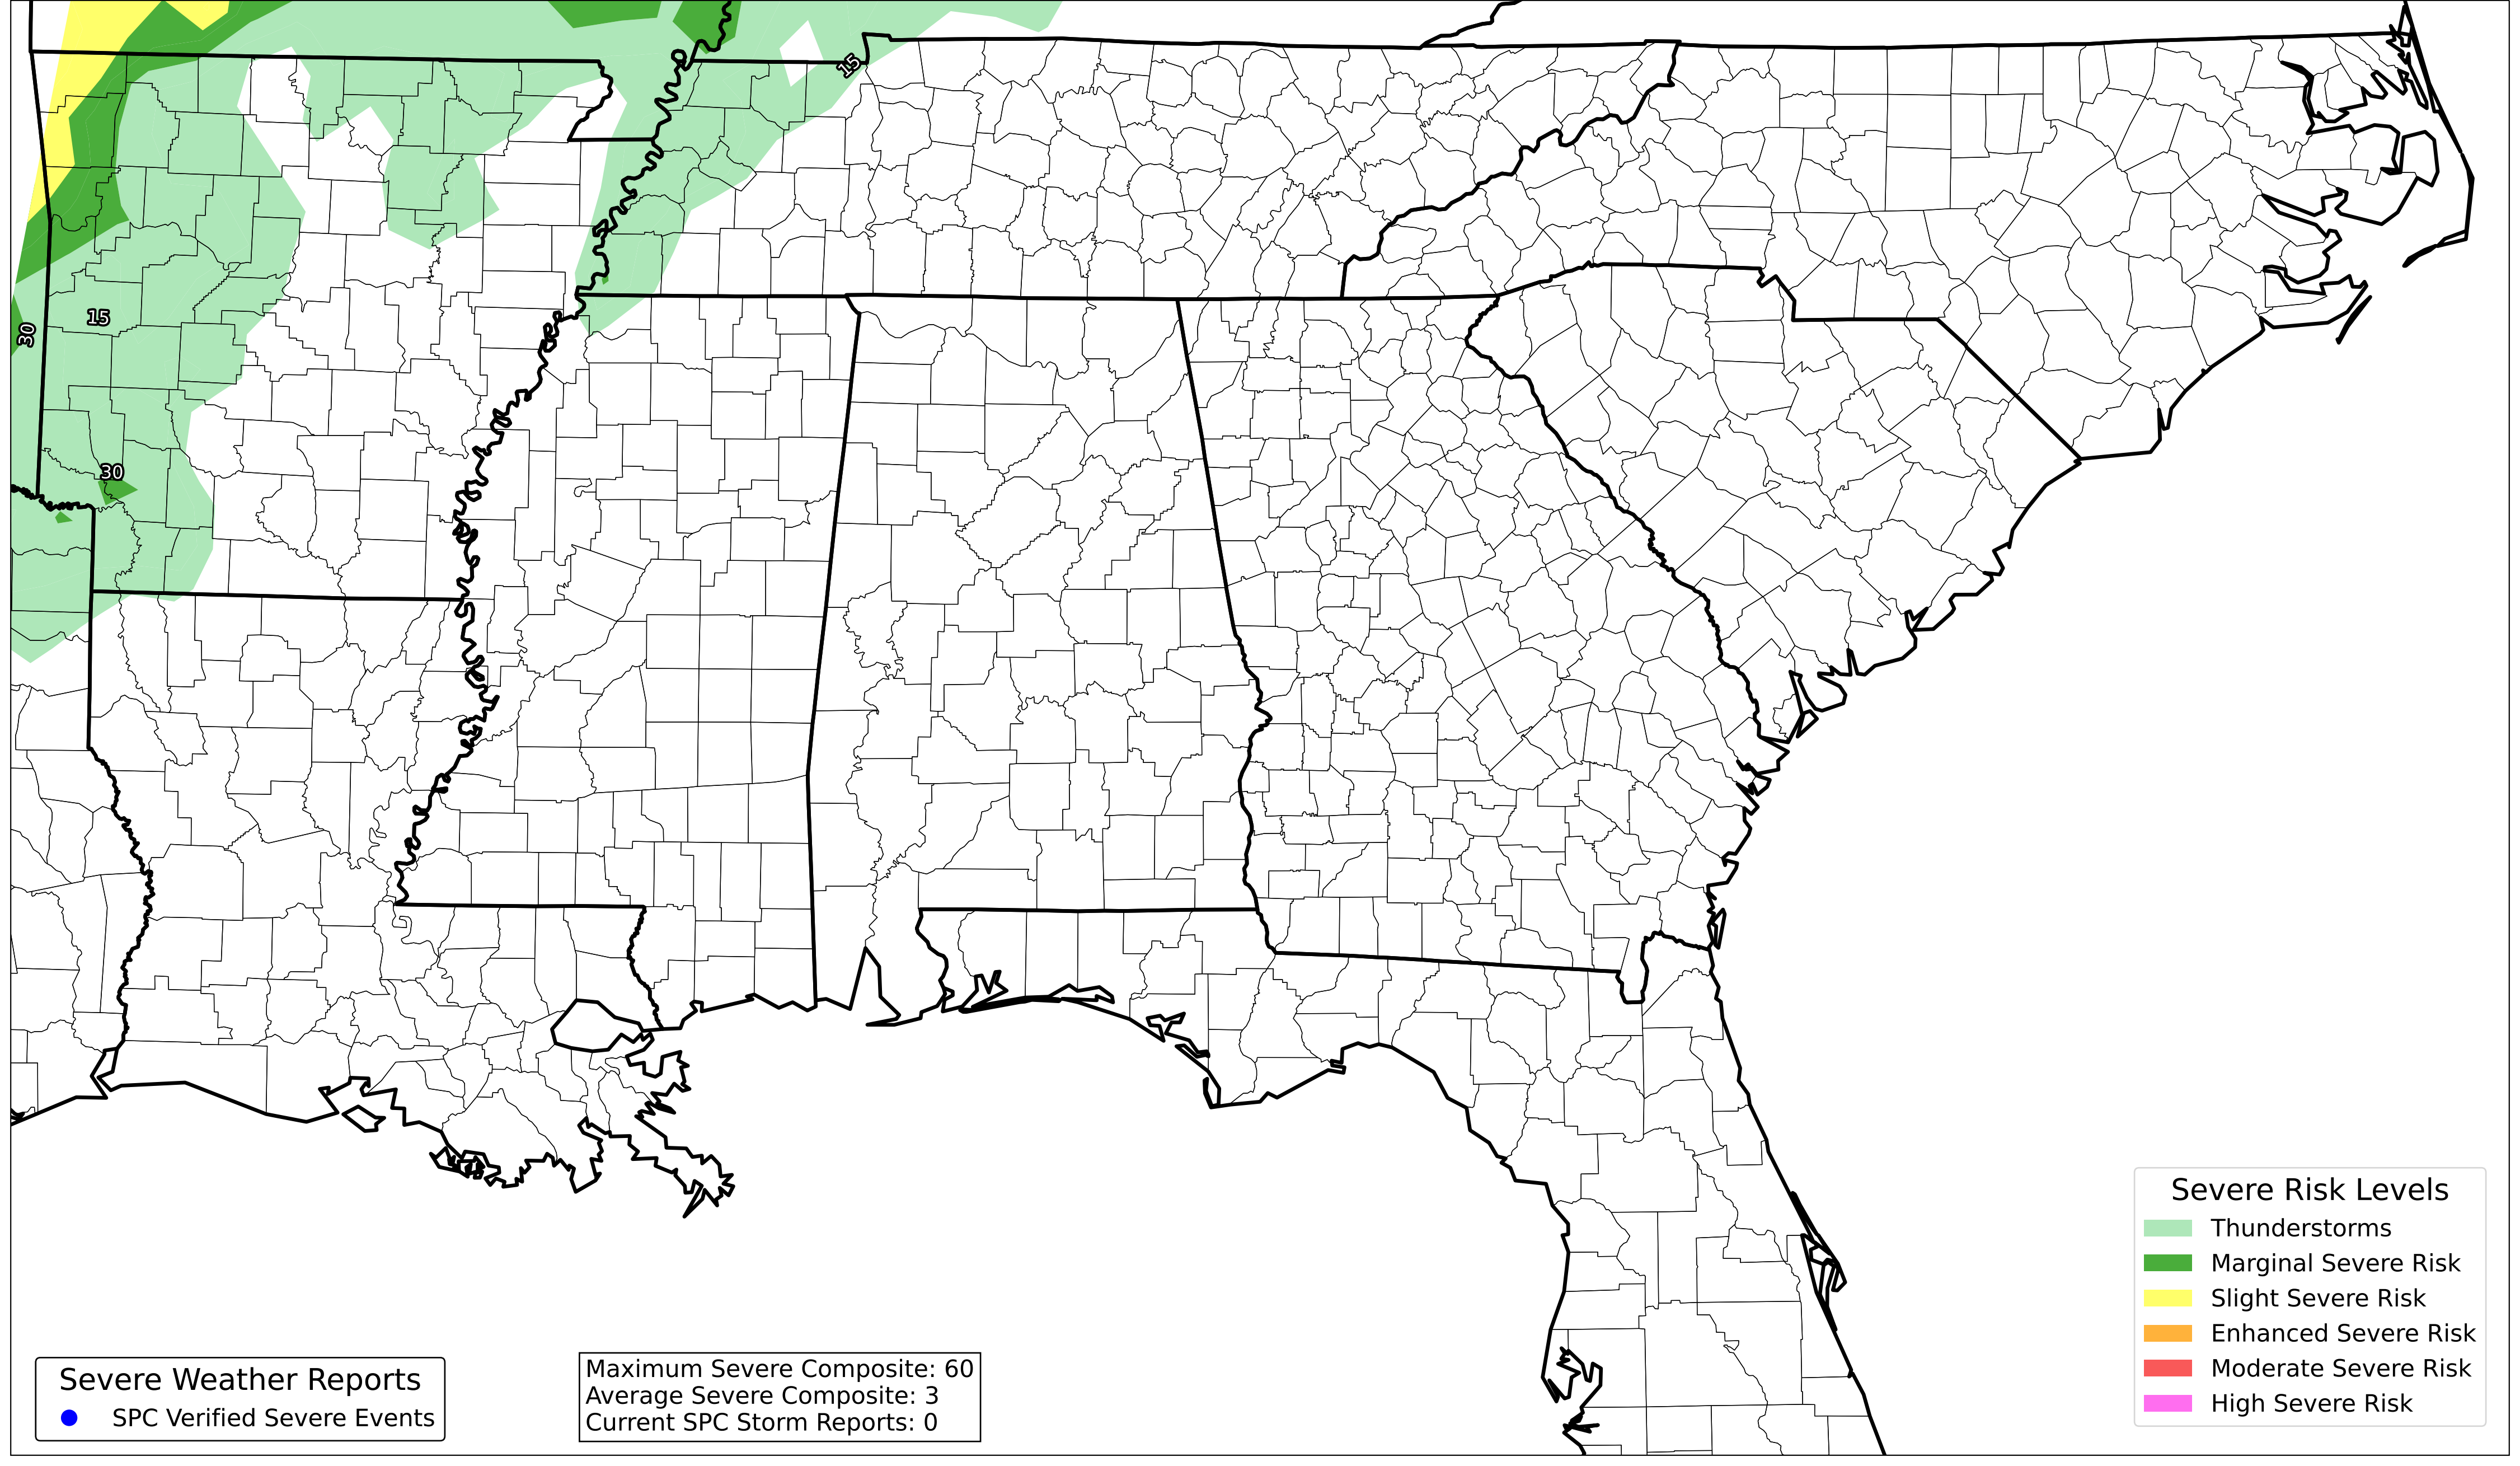 15
30
15
30
Severe Risk Levels
Thunderstorms
Marginal Severe Risk
Slight Severe Risk
Enhanced Severe Risk
Moderate Severe Risk
High Severe Risk
Severe Weather Reports
SPC Verified Severe Events
Maximum Severe Composite: 60
Average Severe Composite: 3
Current SPC Storm Reports: 0